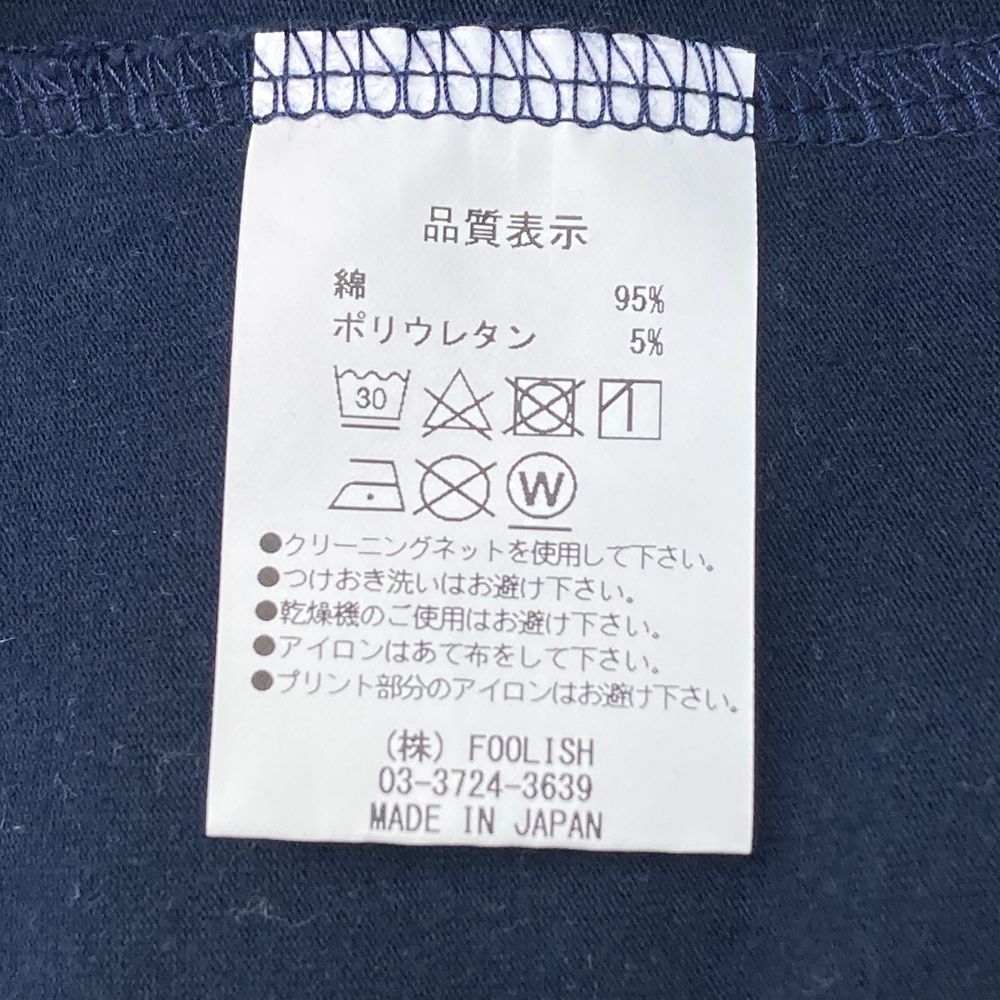 品質表示
綿 95%
ポリウレタン 5%
30
W
●クリーニングネットを使用して下さい。
●つけおき洗いはお避け下さい。
●乾燥機のご使用はお避け下さい。
●アイロンはあて布をして下さい。
●プリント部分のアイロンはお避け下さい。
(株) FOOLISH
03-3724-3639
MADE IN JAPAN